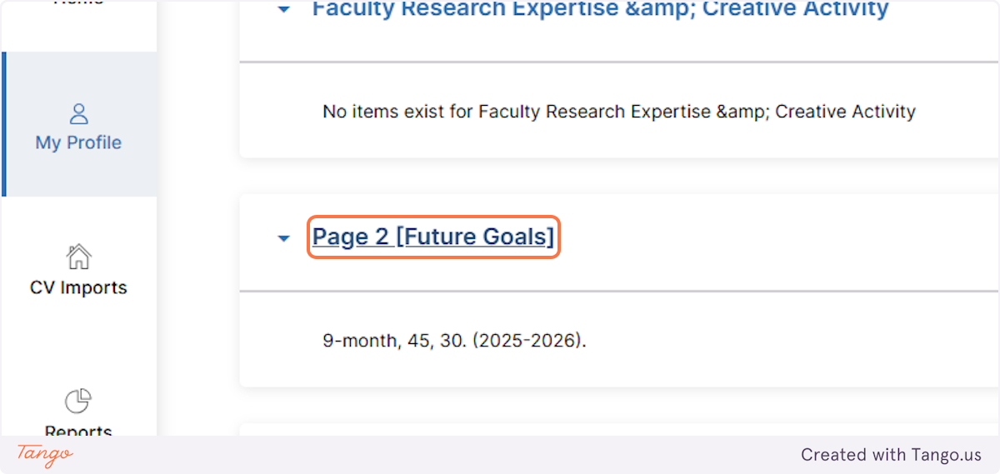 Home
Faculty Research Expertise &amp; Creative Activity
My Profile
No items exist for Faculty Research Expertise &amp; Creative Activity
Page 2 [Future Goals]
CV Imports
9-month, 45, 30. (2025-2026).
Reports
Tango
Created with Tango.us